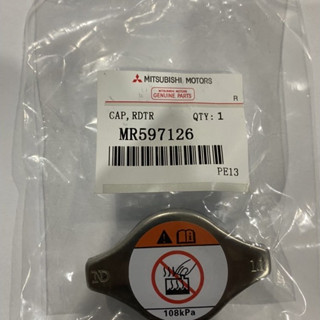 MITSUBISHI MOTORS
GENUINE PARTS
R
CAP, RDTR QTY: 1
MR597126
PE13
108kPa